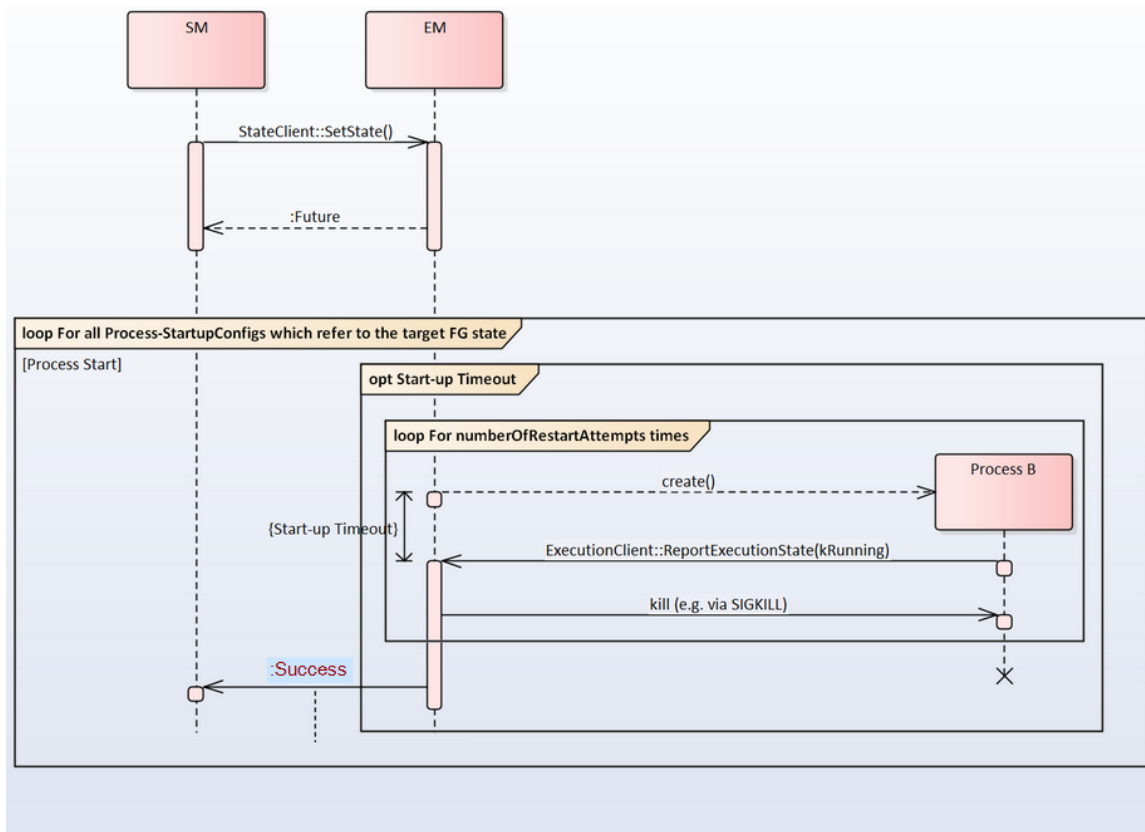 SM
EM
StateClient::SetState()
:Future
loop For all Process-StartupConfigs which refer to the target FG state
[Process Start]
opt Start-up Timeout
loop For numberOfRestartAttempts times
Process B
create()
{Start-up Timeout}
ExecutionClient::ReportExecutionState(kRunning)
kill (e.g. via SIGKILL)
:Success